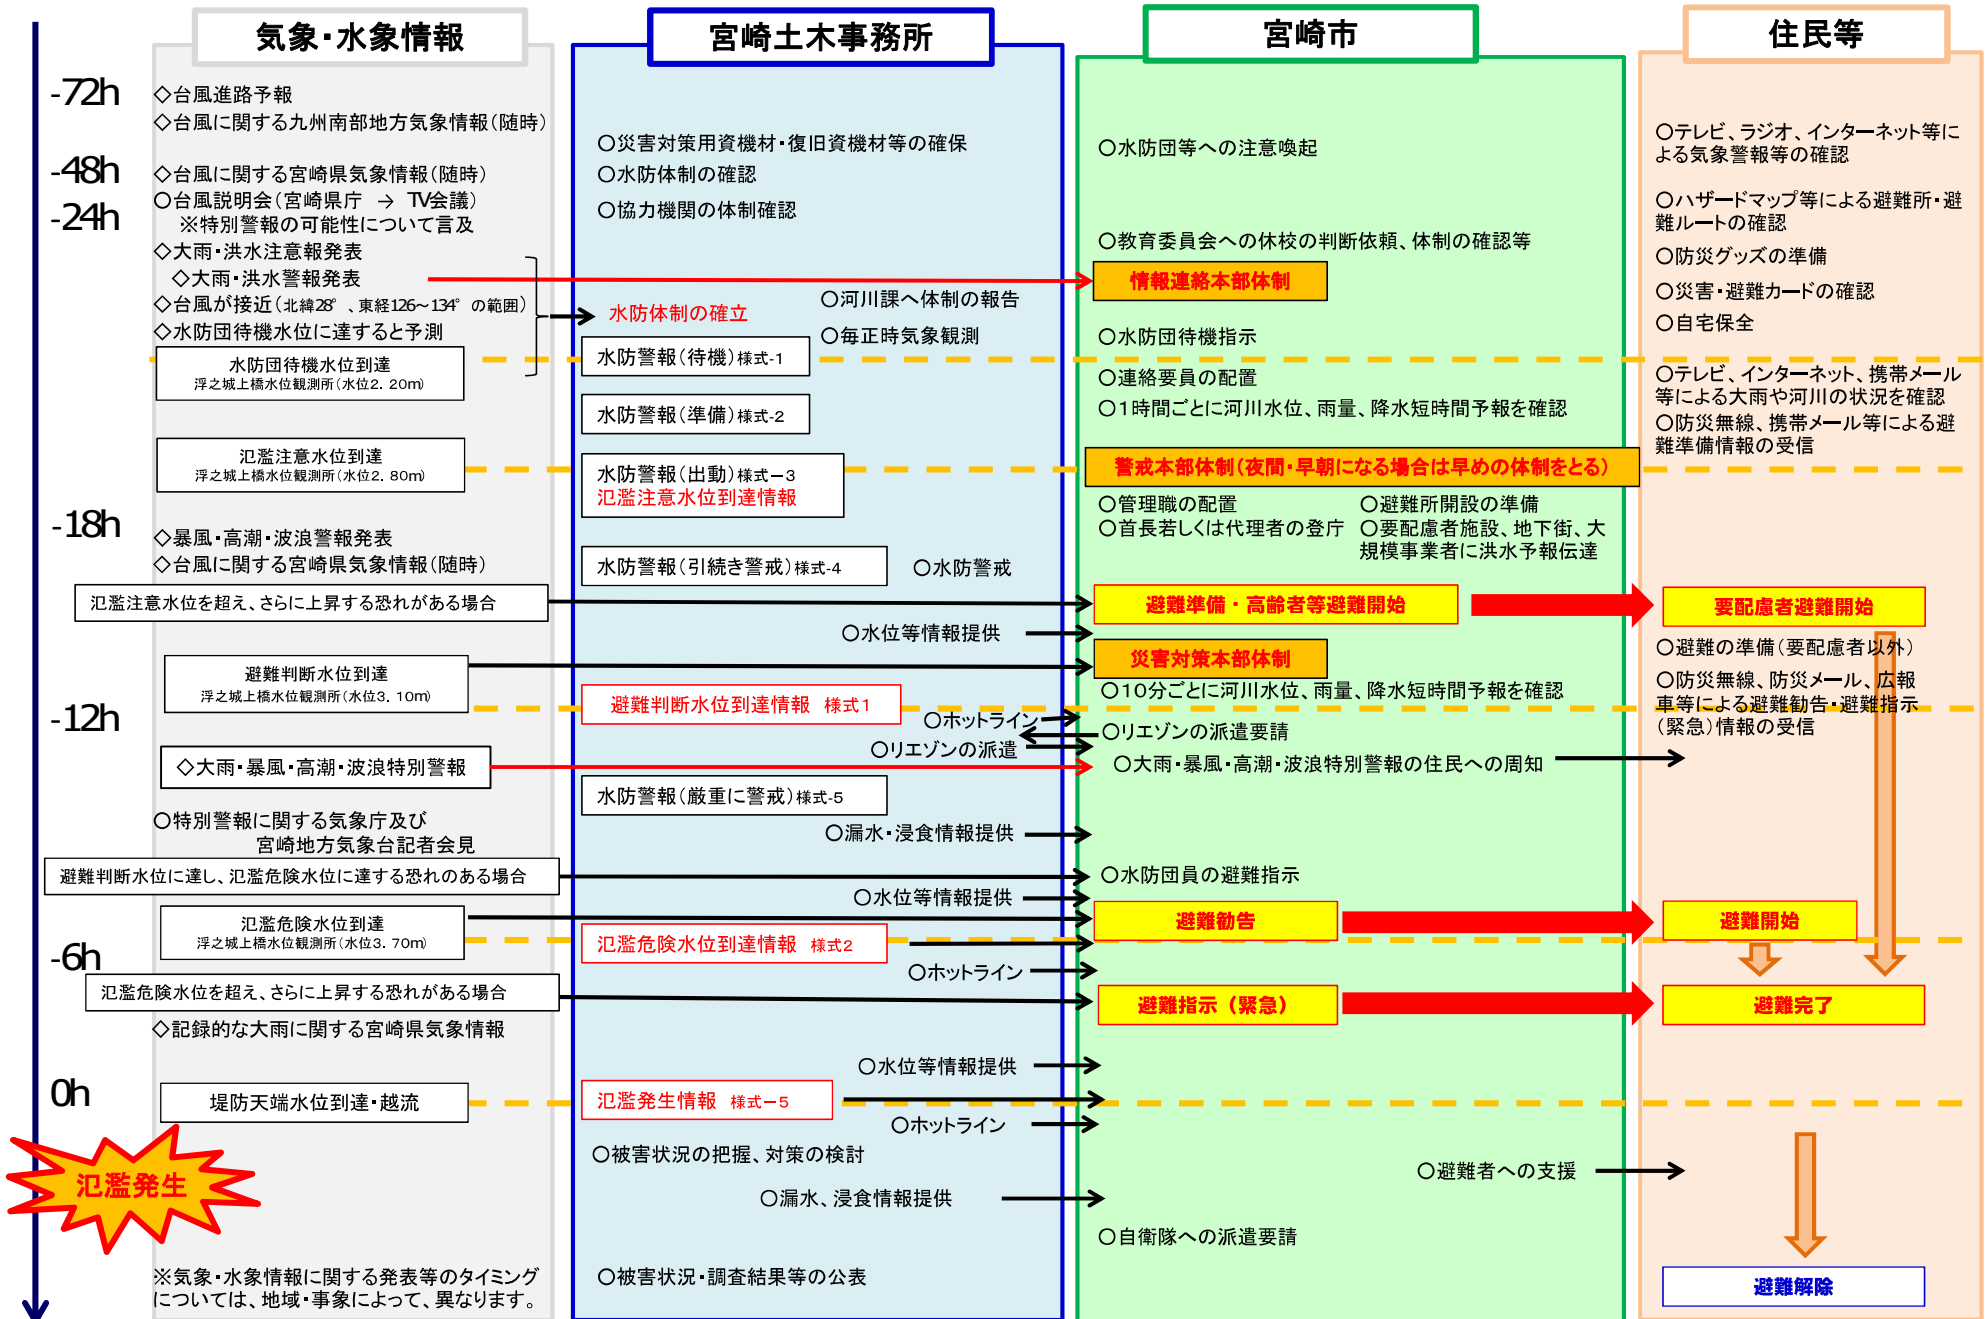 気象・水象情報
宮崎土木事務所
宮崎市
住民等
-72h
-48h
-24h
-18h
-12h
-6h
0h
氾濫発生
◇台風進路予報
◇台風に関する九州南部地方気象情報(随時)
◇台風に関する宮崎県気象情報(随時)
○台風説明会(宮崎県庁 → TV会議)
※特別警報の可能性について言及
◇大雨・洪水注意報発表
◇大雨・洪水警報発表
◇台風が接近(北緯28°、東経126~134°の範囲)
◇水防団待機水位に達すると予測
水防団待機水位到達
浮之城上橋水位観測所(水位2.20m)
氾濫注意水位到達
浮之城上橋水位観測所(水位2.80m)
◇暴風・高潮・波浪警報発表
◇台風に関する宮崎県気象情報(随時)
氾濫注意水位を超え、さらに上昇する恐れがある場合
避難判断水位到達
浮之城上橋水位観測所(水位3.10m)
◇大雨・暴風・高潮・波浪特別警報
○特別警報に関する気象庁及び
宮崎地方気象台記者会見
避難判断水位に達し、氾濫危険水位に達する恐れのある場合
氾濫危険水位到達
浮之城上橋水位観測所(水位3.70m)
氾濫危険水位を超え、さらに上昇する恐れがある場合
◇記録的な大雨に関する宮崎県気象情報
堤防天端水位到達・越流
※気象・水象情報に関する発表等のタイミング
については、地域・事象によって、異なります。
○災害対策用資機材・復旧資機材等の確保
○水防体制の確認
○協力機関の体制確認
水防体制の確立
○河川課へ体制の報告
○毎正時気象観測
水防警報(待機)様式-1
水防警報(準備)様式-2
水防警報(出動)様式-3
氾濫注意水位到達情報
水防警報(引続き警戒)様式-4
○水防警戒
○水位等情報提供
避難判断水位到達情報 様式1
○ホットライン
○リエゾンの派遣
水防警報(厳重に警戒)様式-5
○漏水・浸食情報提供
○水位等情報提供
氾濫危険水位到達情報 様式2
○ホットライン
○水位等情報提供
氾濫発生情報 様式-5
○ホットライン
○被害状況の把握、対策の検討
○漏水、浸食情報提供
○被害状況・調査結果等の公表
○水防団等への注意喚起
○教育委員会への休校の判断依頼、体制の確認等
情報連絡本部体制
○水防団待機指示
○連絡要員の配置
○1時間ごとに河川水位、雨量、降水短時間予報を確認
警戒本部体制(夜間・早朝になる場合は早めの体制をとる)
○管理職の配置
○首長若しくは代理者の登庁
○避難所開設の準備
○要配慮者施設、地下街、大
規模事業者に洪水予報伝達
避難準備・高齢者等避難開始
災害対策本部体制
○10分ごとに河川水位、雨量、降水短時間予報を確認
○リエゾンの派遣要請
○大雨・暴風・高潮・波浪特別警報の住民への周知
○水防団員の避難指示
避難勧告
避難指示(緊急)
○避難者への支援
○自衛隊への派遣要請
○テレビ、ラジオ、インターネット等に
よる気象警報等の確認
○ハザードマップ等による避難所・避
難ルートの確認
○防災グッズの準備
○災害・避難カードの確認
○自宅保全
○テレビ、インターネット、携帯メール
等による大雨や河川の状況を確認
○防災無線、携帯メール等による避
難準備情報の受信
要配慮者避難開始
○避難の準備(要配慮者以外)
○防災無線、防災メール、広報
車等による避難勧告・避難指示
(緊急)情報の受信
避難開始
避難完了
避難解除